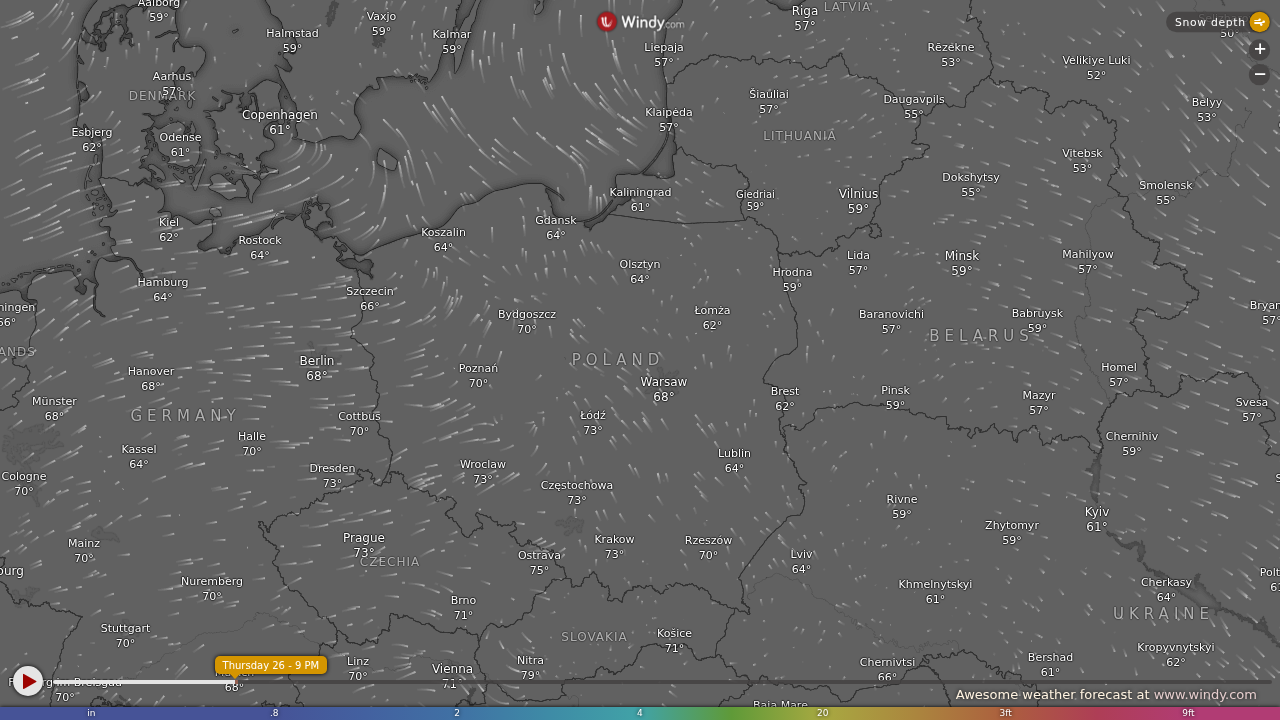 Aalborg
59°
Vaxjo
59°
Halmstad
59°
Kalmar
59°
Windy.com
Riga
57°
LATVIA
Snow depth
50°
Liepaja
57°
Rēzekne
53°
Velikiye Luki
52°
+
−
Aarhus
57°
DENMARK
Copenhagen
61°
Šiauliai
57°
Daugavpils
55°
Belyy
53°
Klaipėda
57°
Esbjerg
62°
Odense
61°
LITHUANIA
Vitebsk
53°
Dokshytsy
55°
Smolensk
55°
Kaliningrad
61°
Giedriai
59°
Vilnius
59°
Kiel
62°
Rostock
64°
Koszalin
64°
Gdansk
64°
Olsztyn
64°
Hrodna
59°
Lida
57°
Minsk
59°
Mahilyow
57°
Hamburg
64°
Szczecin
66°
Bydgoszcz
70°
Łomża
62°
Baranovichi
57°
Babruysk
59°
BELARUS
57°
66°
Hanover
68°
Berlin
68°
Poznań
70°
POLAND
Warsaw
68°
Brest
62°
Pinsk
59°
Mazyr
57°
Homel
57°
Svesa
57°
Münster
68°
GERMANY
Cottbus
70°
Łódź
73°
Chernihiv
59°
Kassel
64°
Halle
70°
Dresden
73°
Wroclaw
73°
Częstochowa
73°
Lublin
64°
Cologne
70°
Rivne
59°
Zhytomyr
59°
Kyiv
61°
Mainz
70°
Prague
73°
CZECHIA
Ostrava
75°
Krakow
73°
Rzeszów
70°
Lviv
64°
Nuremberg
70°
Brno
71°
Khmelnytskyi
61°
Cherkasy
64°
UKRAINE
Stuttgart
70°
SLOVAKIA
Košice
71°
Kropyvnytskyi
62°
Thursday 26 - 9 PM
68°
Linz
70°
Vienna
71°
Nitra
79°
Chernivtsi
66°
Bershad
61°
70°
Baia Mare
Awesome weather forecast at www.windy.com
in .8 2 4 20 3ft 9ft